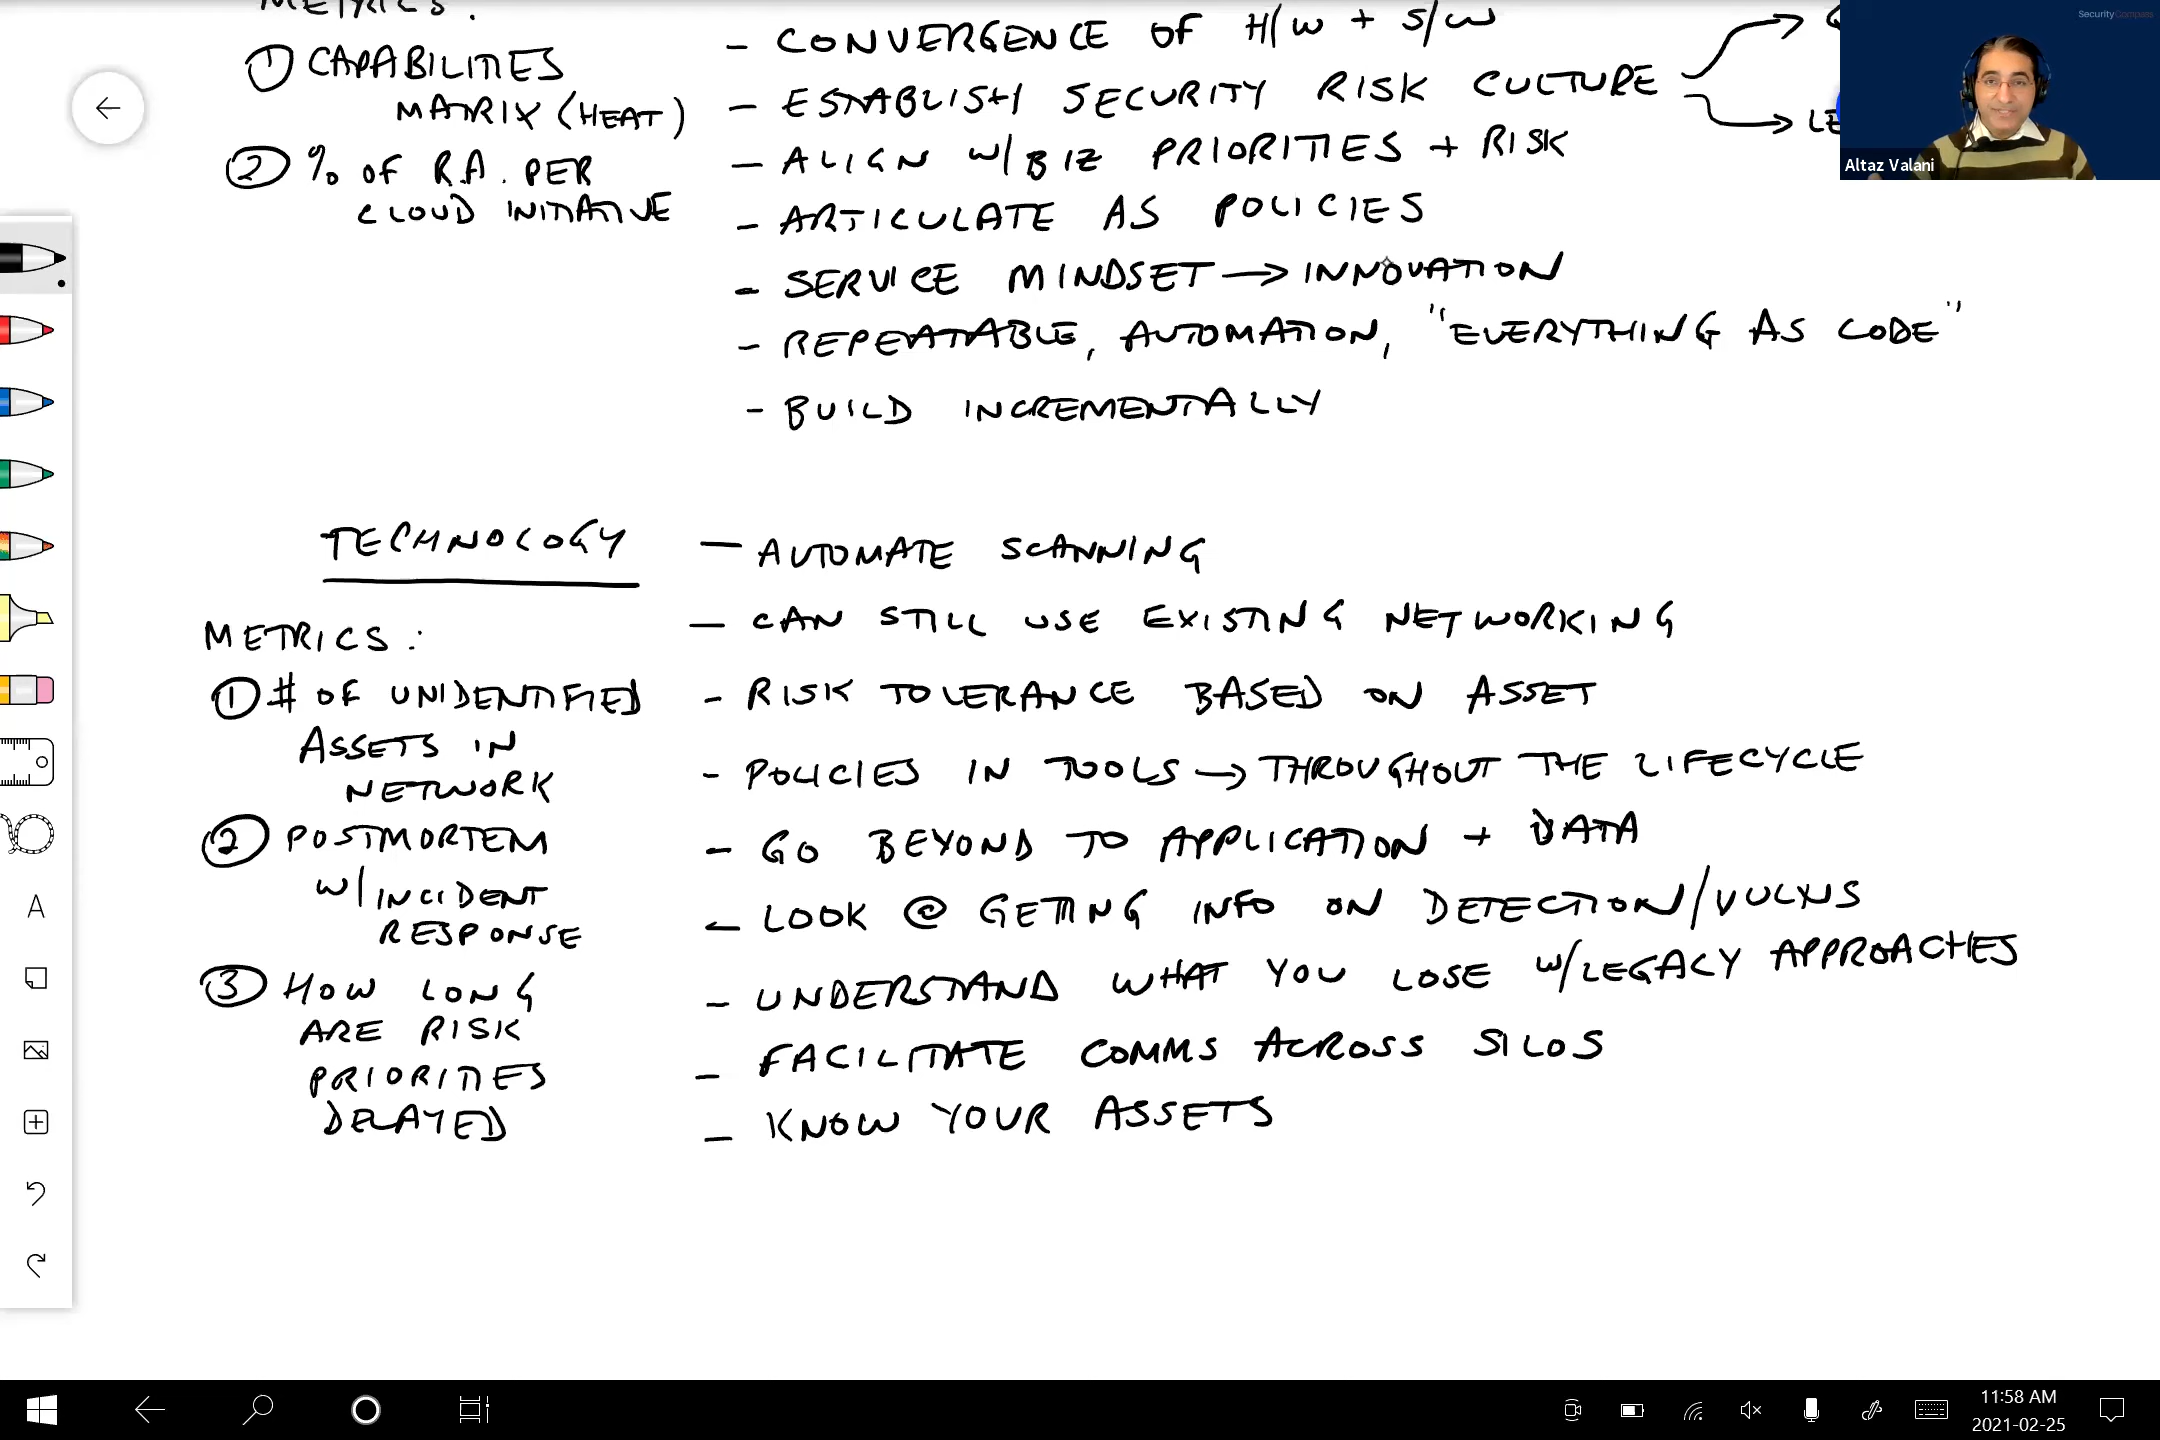 METRICS:
① CAPABILITIES
MATRIX (HEAT)
② % OF R.A. PER
CLOUD INITIATIVE
- CONVERGENCE OF H/W + S/W
- ESTABLISH SECURITY RISK CULTURE
LE
- ALIGN W/ BIZ PRIORITIES + RISK
- ARTICULATE AS POLICIES
- SERVICE MINDSET → INNOVATION
- REPEATABLE, AUTOMATION, "EVERYTHING AS CODE"
- BUILD INCREMENTALLY
SecurityCompass
Altaz Valani
TECHNOLOGY
METRICS:
① # OF UNIDENTIFIED
ASSETS IN
NETWORK
② POSTMORTEM
W/ INCIDENT
RESPONSE
③ HOW LONG
ARE RISK
PRIORITIES
DELAYED
- AUTOMATE SCANNING
- CAN STILL USE EXISTING NETWORKING
- RISK TOLERANCE BASED ON ASSET
- POLICIES IN TOOLS → THROUGHOUT THE LIFECYCLE
- GO BEYOND TO APPLICATION + DATA
- LOOK @ GETTING INFO ON DETECTION/VULNS
- UNDERSTAND WHAT YOU LOSE W/ LEGACY APPROACHES
- FACILITATE COMMS ACROSS SILOS
- KNOW YOUR ASSETS
A
11:58 AM
2021-02-25